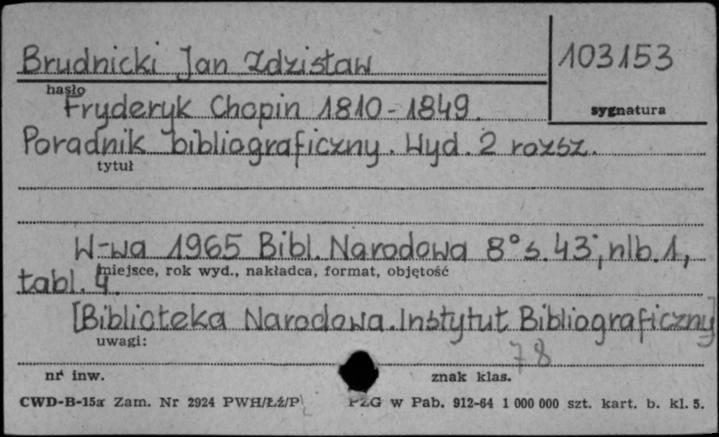 Brudnicki Jan Zdzisław
103153
hasło
sygnatura
Fryderyk Chopin 1810-1849.
Poradnik bibliograficzny. Wyd. 2 rozsz.
tytuł
W-wa 1965 Bibl. Narodowa 8° s. 43, nlb. 1,
miejsce, rok wyd., nakładca, format, objętość
tabl. 4.
[Biblioteka Narodowa. Instytut Bibliograficzny]
uwagi:
78
nr inw.
znak klas.
CWD-B-15a Zam. Nr 2924 PWH/Łź/P PZG w Pab. 912-64 1 000 000 szt. kart. b. kl. 5.